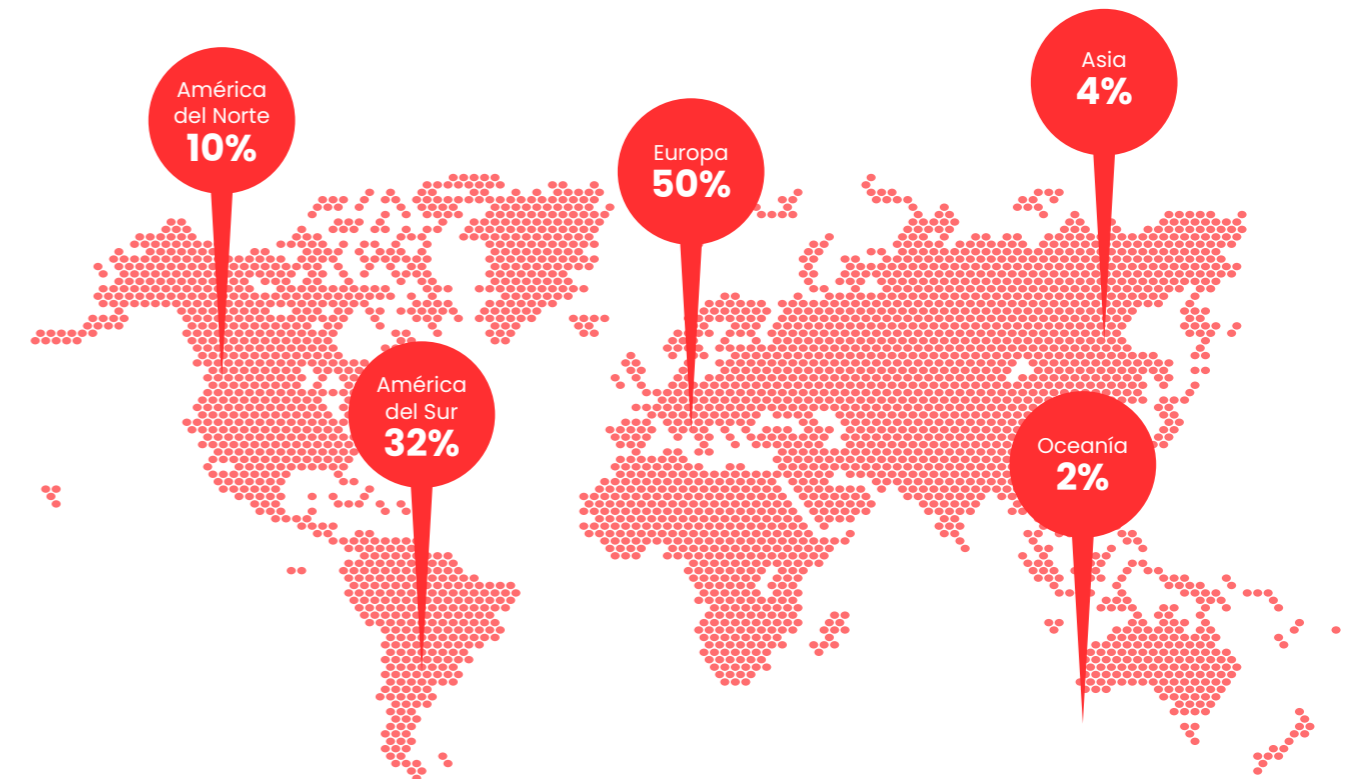 América
del Norte
10%
Europa
50%
Asia
4%
América
del Sur
32%
Oceanía
2%